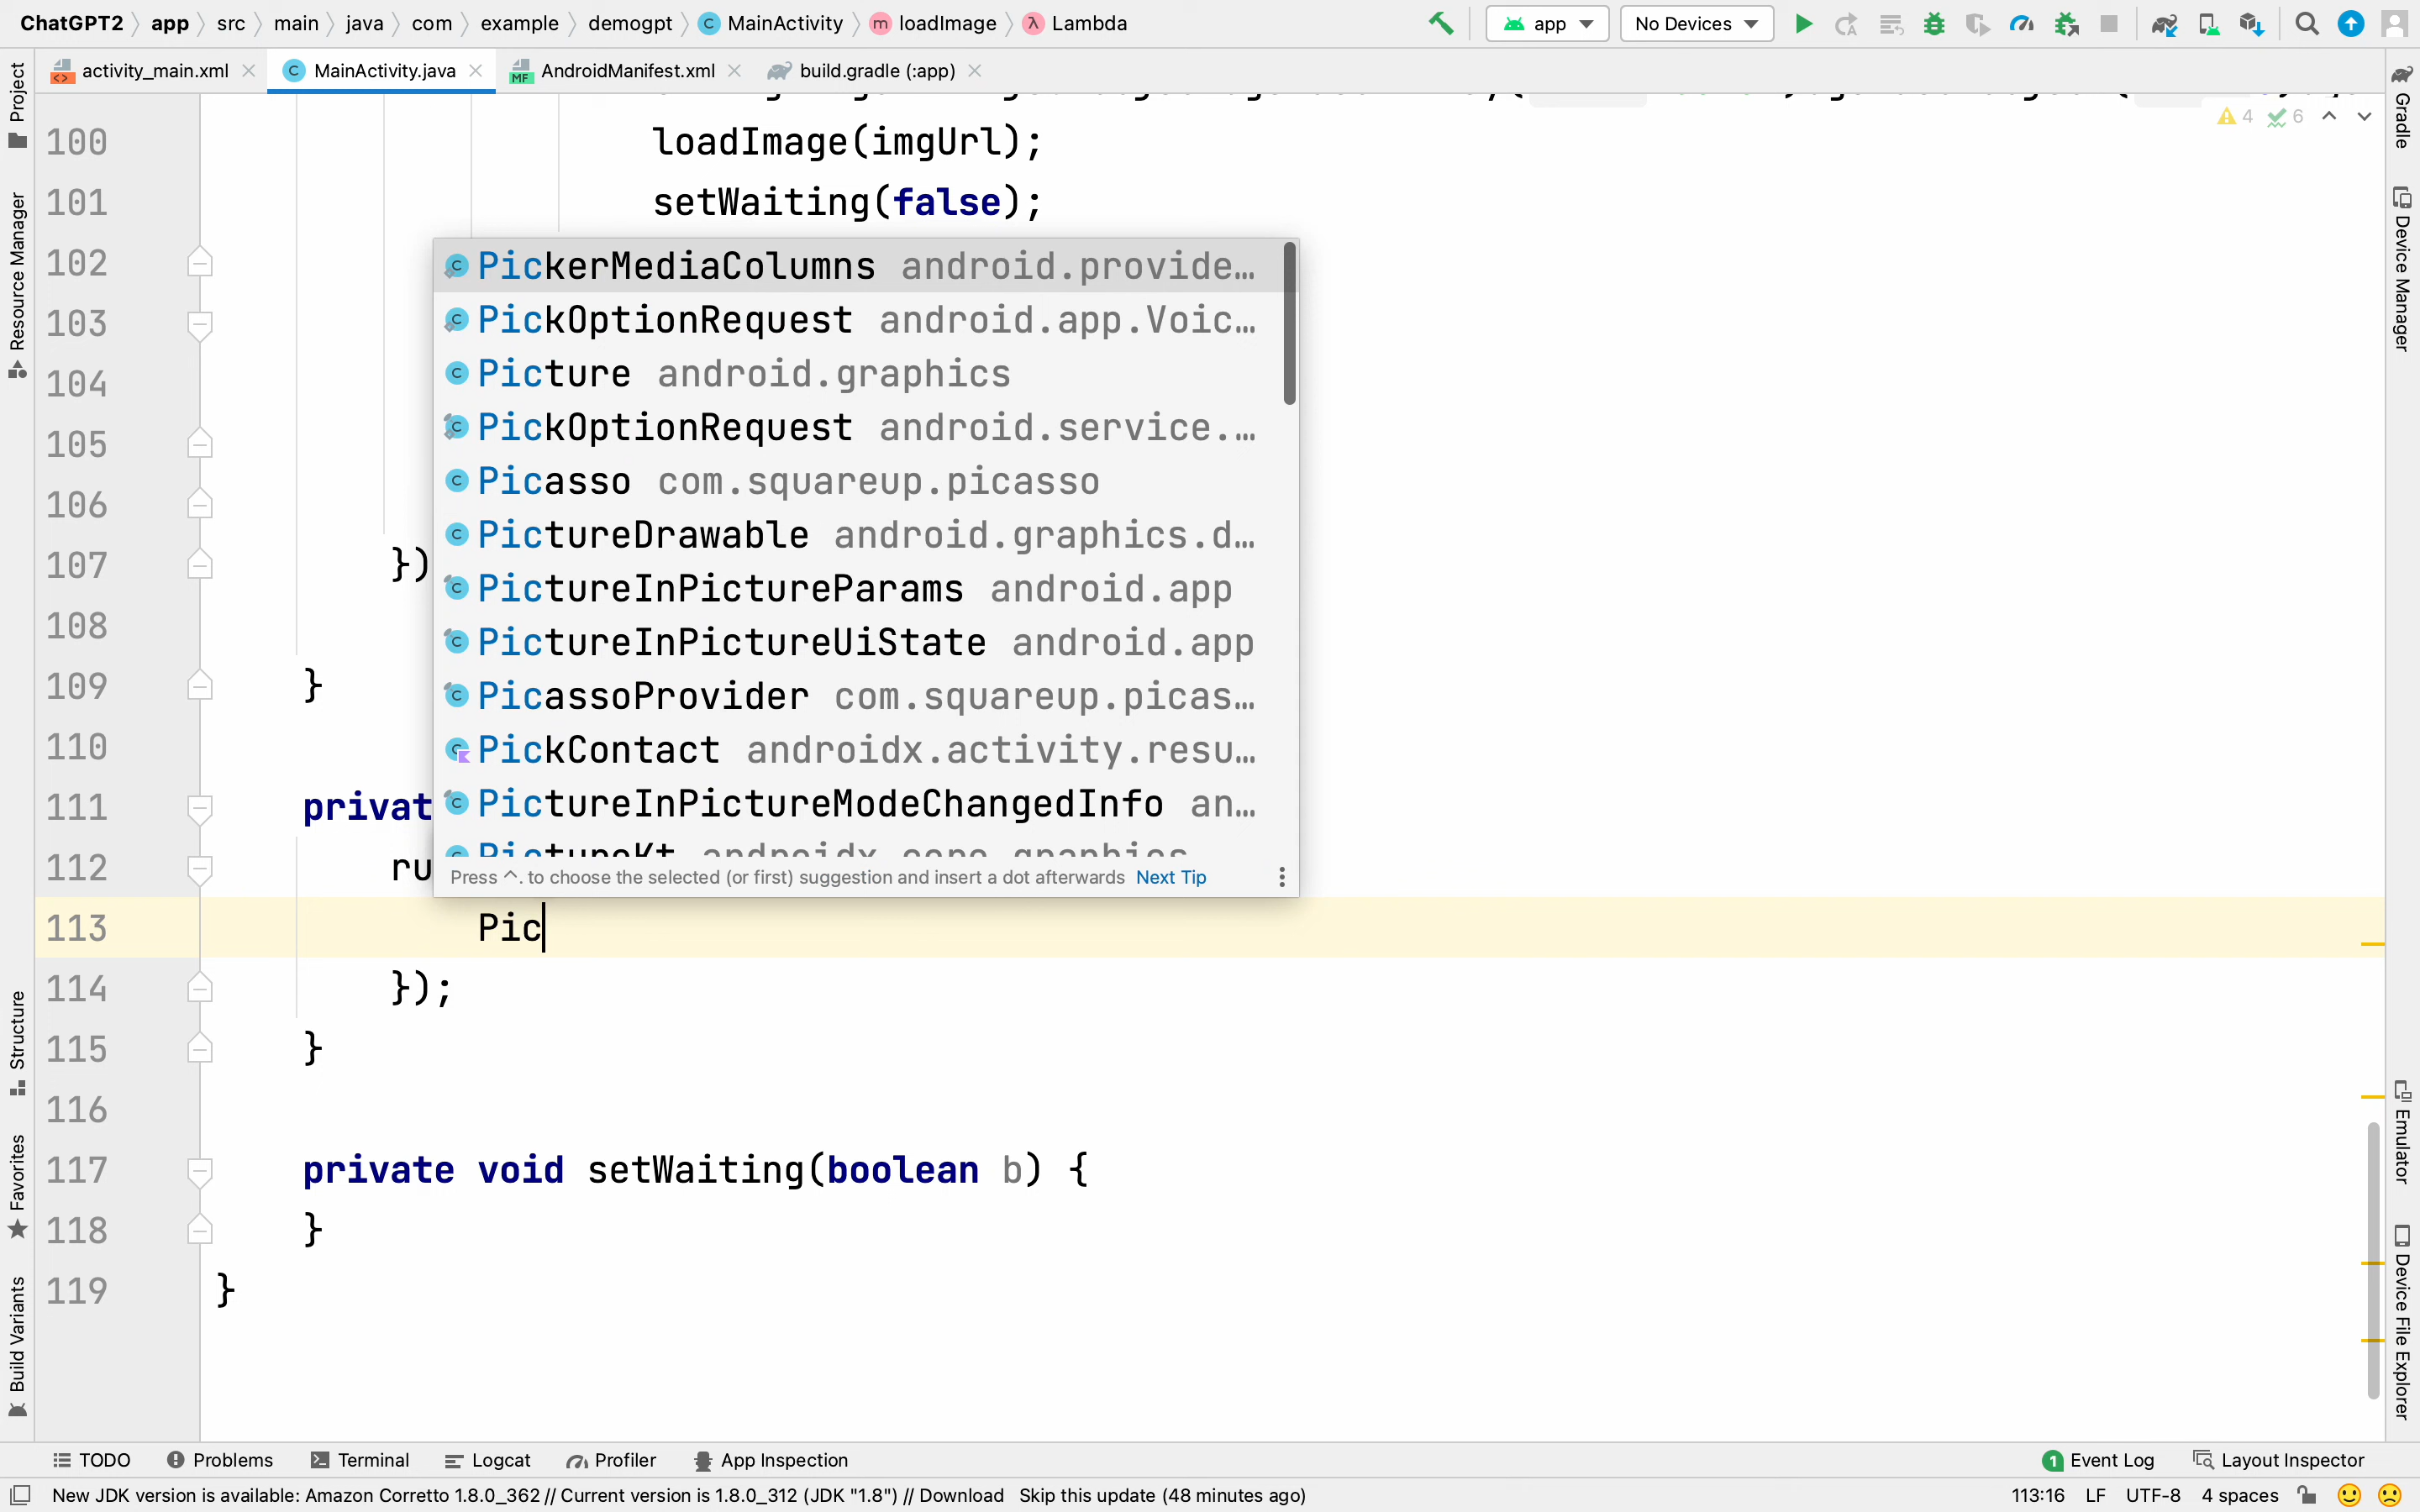 ChatGPT2 app src main java com example demogpt MainActivity loadImage Lambda app No Devices
activity_main.xml MainActivity.java AndroidManifest.xml build.gradle (:app)
4 6
100 loadImage(imgUrl);
101 setWaiting(false);
102
103
104
105
106
107 })
108
109 }
110
111 privat
112 ru
113 Pic
114 });
115 }
116
117 private void setWaiting(boolean b) {
118 }
119 }
PickerMediaColumns android.provide…
PickOptionRequest android.app.Voic…
Picture android.graphics
PickOptionRequest android.service.…
Picasso com.squareup.picasso
PictureDrawable android.graphics.d…
PictureInPictureParams android.app
PictureInPictureUiState android.app
PicassoProvider com.squareup.picas…
PickContact androidx.activity.resu…
PictureInPictureModeChangedInfo an…
PictureKt androidx.core.graphics
Press ^. to choose the selected (or first) suggestion and insert a dot afterwards Next Tip
Project
Resource Manager
Structure
Favorites
Build Variants
Gradle
Device Manager
Emulator
Device File Explorer
TODO Problems Terminal Logcat Profiler App Inspection 1 Event Log Layout Inspector
New JDK version is available: Amazon Corretto 1.8.0_362 // Current version is 1.8.0_312 (JDK "1.8") // Download Skip this update (48 minutes ago) 113:16 LF UTF-8 4 spaces